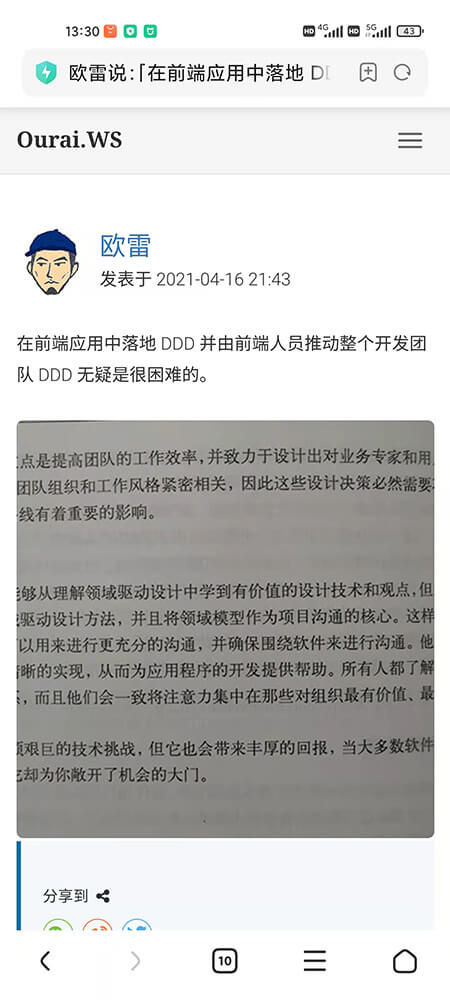 13:30
HD 4G HD 5G 43
欧雷说：「在前端应用中落地 DD
Ourai.WS
欧雷
发表于 2021-04-16 21:43
在前端应用中落地 DDD 并由前端人员推动整个开发团
队 DDD 无疑是很困难的。
点是提高团队的工作效率，并致力于设计出对业务专家和用
团队组织和工作风格紧密相关，因此这些设计决策必然需要
线有着重要的影响。
能够从理解领域驱动设计中学到有价值的设计技术和观点，但
驱动设计方法，并且将领域模型作为项目沟通的核心。这样
以用来进行更充分的沟通，并确保围绕软件来进行沟通。他
清晰的实现，从而为应用程序的开发提供帮助。所有人都了解
，而且他们会一致将注意力集中在那些对组织最有价值、最
艰巨的技术挑战，但它也会带来丰厚的回报，当大多数软件
却为你敞开了机会的大门。
分享到
10